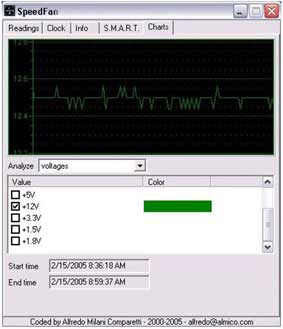 SpeedFan
Readings Clock Info S.M.A.R.T. Charts
12.6
12.4
12.2
Analyze voltages
Value Color
+5V
+12V
+3.3V
+1.5V
+1.8V
Start time 2/15/2005 8:36:18 AM
End time 2/15/2005 8:59:37 AM
Coded by Alfredo Milani Comparetti - 2000-2005 - alfredo@almico.com